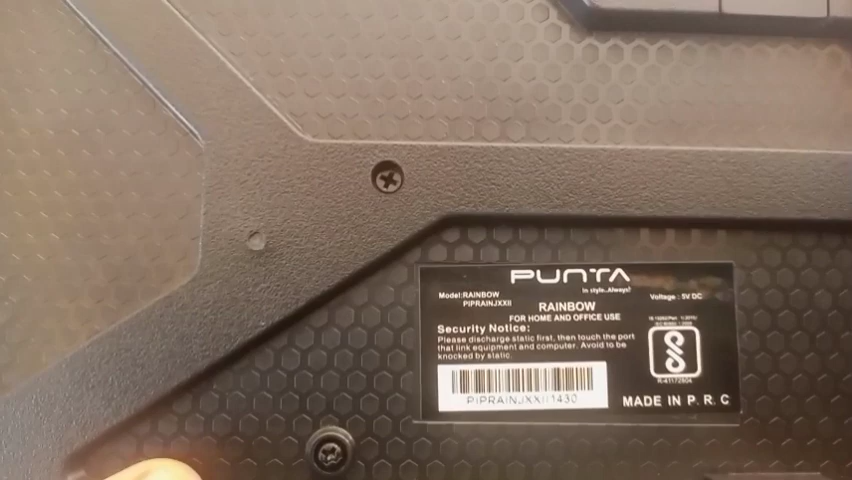 PUNTA
in style..Always!
Model:RAINBOW
PIPRAINJXXII
Voltage : 5V DC
RAINBOW
FOR HOME AND OFFICE USE
Security Notice:
Please discharge static first, then touch the port
that link equipment and computer. Avoid to be
knocked by static.
R-41172804
PIPRAINJXXII1430
MADE IN P. R. C